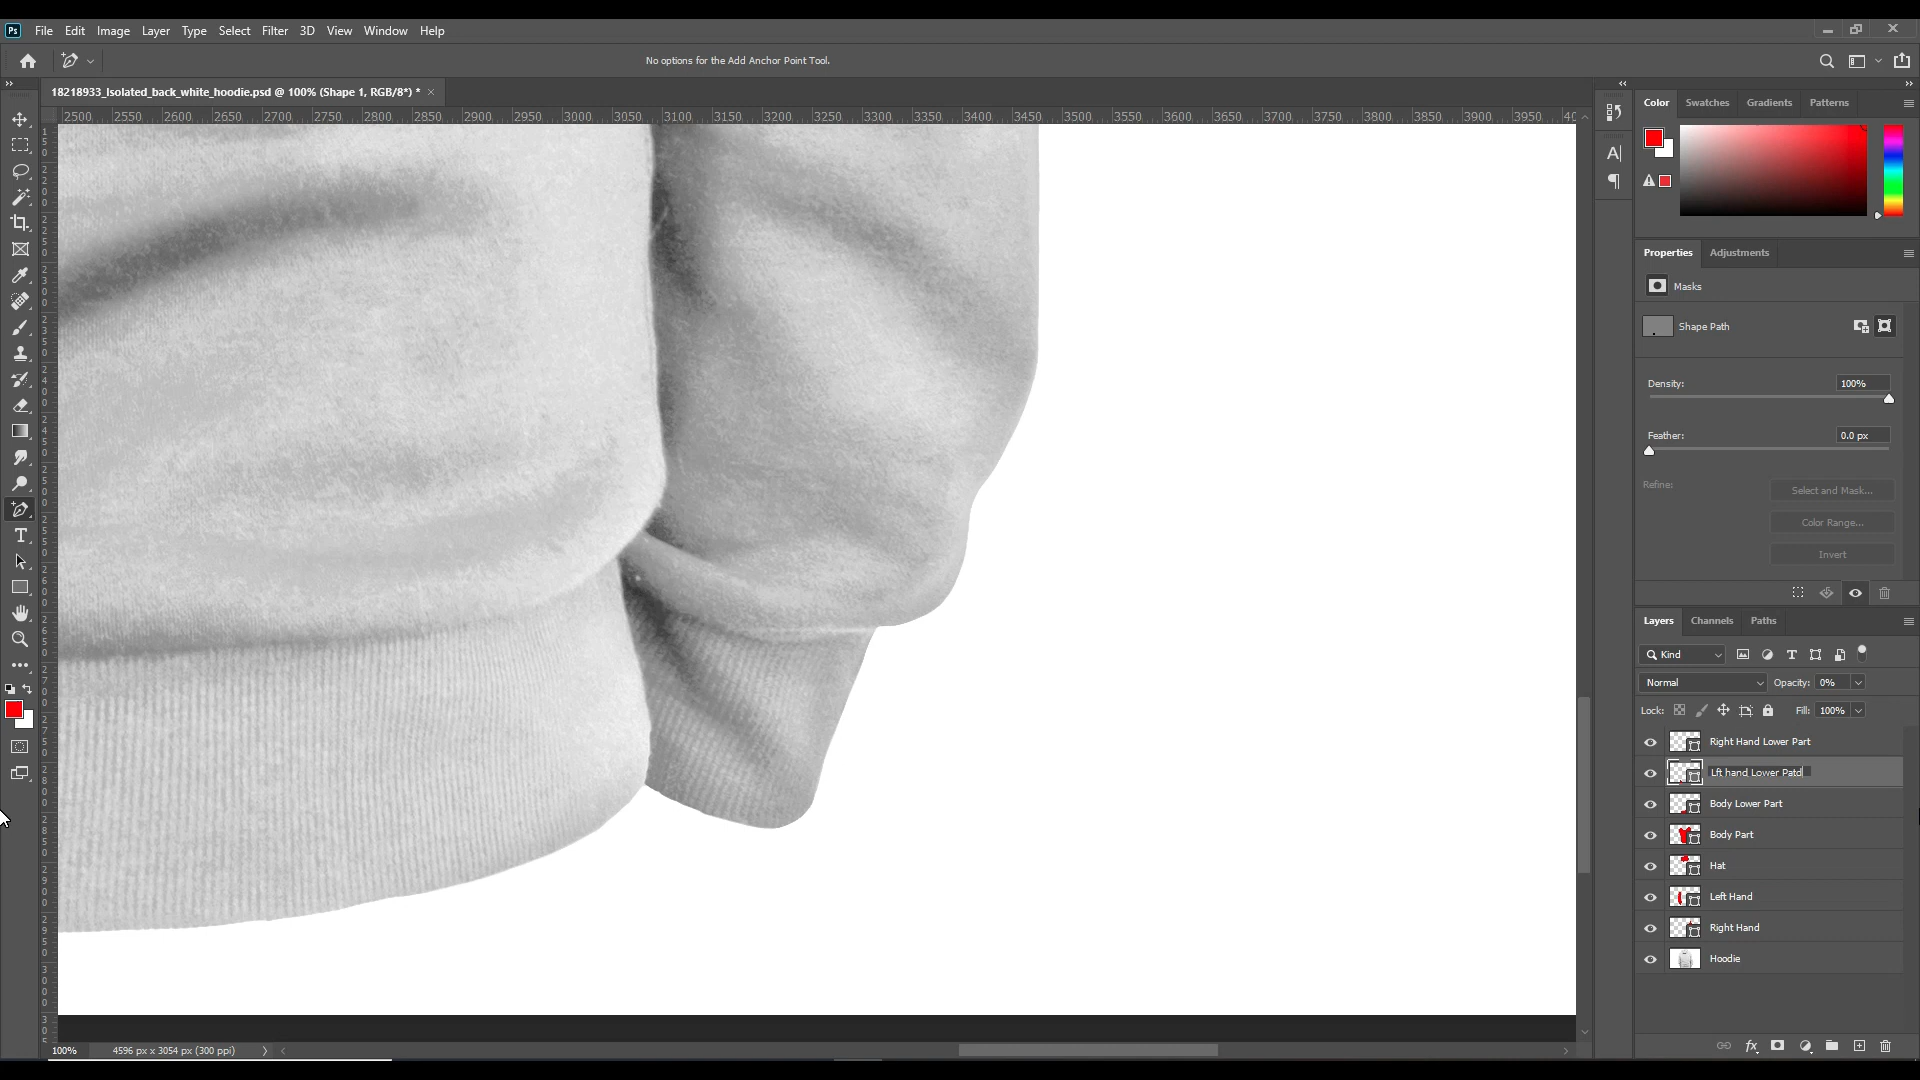 Ps File Edit Image Layer Type Select Filter 3D View Window Help
No options for the Add Anchor Point Tool.
18218933_Isolated_back_white_hoodie.psd @ 100% (Shape 1, RGB/8*) * ×
2500 2550 2600 2650 2700 2750 2800 2850 2900 2950 3000 3050 3100 3150 3200 3250 3300 3350 3400 3450 3500 3550 3600 3650 3700 3750 3800 3850 3900 3950
Color Swatches Gradients Patterns
Properties Adjustments
Masks
Shape Path
Density: 100%
Feather: 0.0 px
Refine: Select and Mask...
Color Range...
Invert
Layers Channels Paths
Kind
Normal Opacity: 0%
Lock: Fill: 100%
Right Hand Lower Part
Lft hand Lower Patd
Body Lower Part
Body Part
Hat
Left Hand
Right Hand
Hoodie
fx
100% 4596 px x 3054 px (300 ppi)